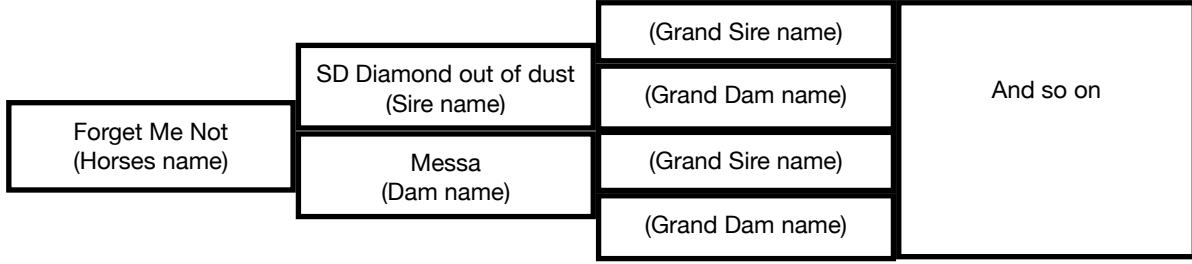 Forget Me Not
(Horses name)
SD Diamond out of dust
(Sire name)
Messa
(Dam name)
(Grand Sire name)
(Grand Dam name)
(Grand Sire name)
(Grand Dam name)
And so on